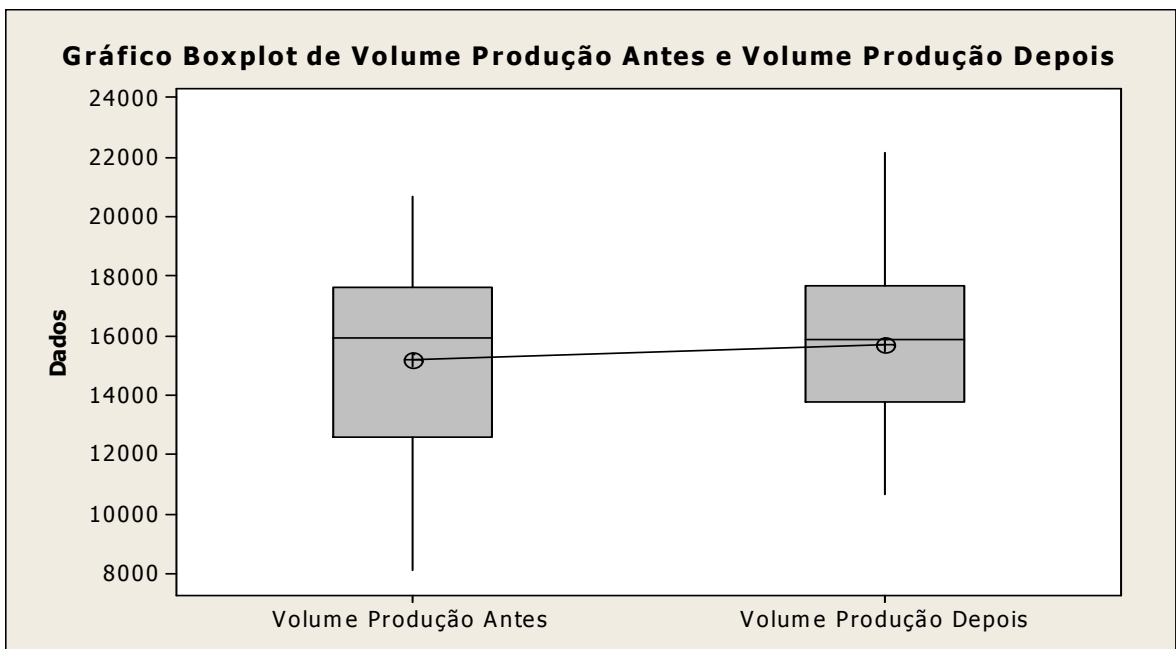 Gráfico Boxplot de Volume Produção Antes e Volume Produção Depois
24000
22000
20000
18000
16000
14000
12000
10000
8000
Dados
Volume Produção Antes
Volume Produção Depois